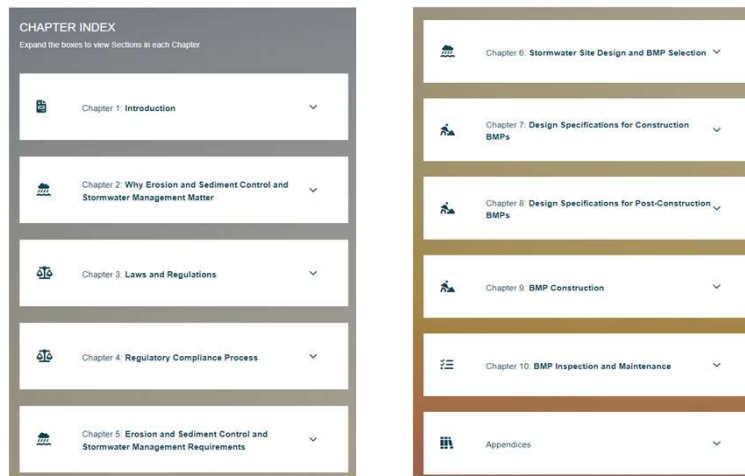 CHAPTER INDEX
Expand the boxes to view Sections in each Chapter
Chapter 1: Introduction
Chapter 2: Why Erosion and Sediment Control and
Stormwater Management Matter
Chapter 3: Laws and Regulations
Chapter 4: Regulatory Compliance Process
Chapter 5: Erosion and Sediment Control and
Stormwater Management Requirements
Chapter 6: Stormwater Site Design and BMP Selection
Chapter 7: Design Specifications for Construction
BMPs
Chapter 8: Design Specifications for Post-Construction
BMPs
Chapter 9: BMP Construction
Chapter 10: BMP Inspection and Maintenance
Appendices